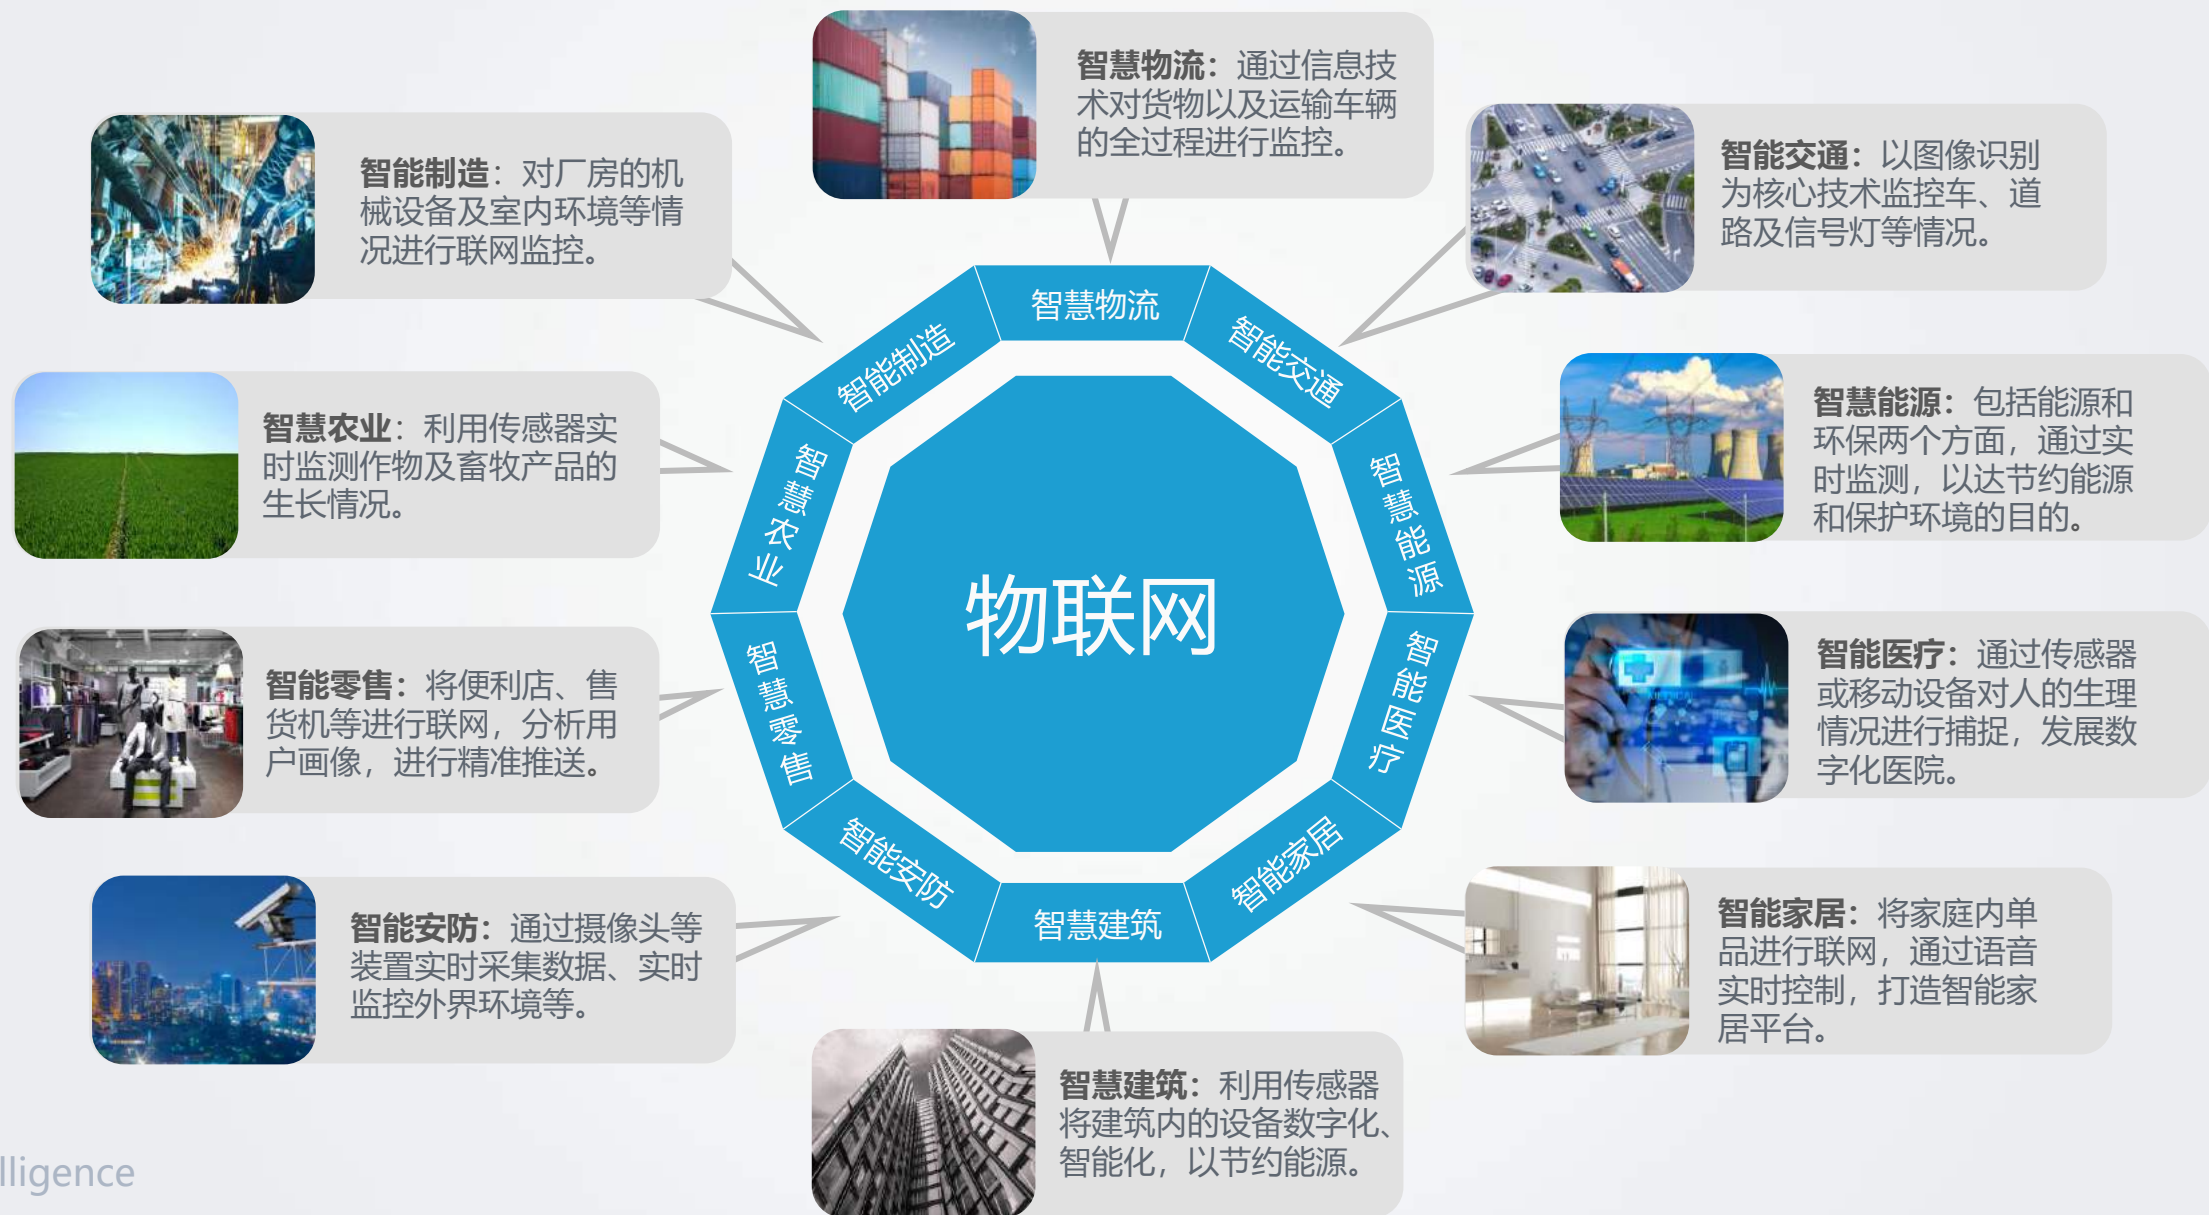 智慧物流：通过信息技
术对货物以及运输车辆
的全过程进行监控。
智能制造：对厂房的机
械设备及室内环境等情
况进行联网监控。
智能交通：以图像识别
为核心技术监控车、道
路及信号灯等情况。
智慧农业：利用传感器实
时监测作物及畜牧产品的
生长情况。
智慧能源：包括能源和
环保两个方面，通过实
时监测，以达节约能源
和保护环境的目的。
智能零售：将便利店、售
货机等进行联网，分析用
户画像，进行精准推送。
智能医疗：通过传感器
或移动设备对人的生理
情况进行捕捉，发展数
字化医院。
智能安防：通过摄像头等
装置实时采集数据、实时
监控外界环境等。
智能家居：将家庭内单
品进行联网，通过语音
实时控制，打造智能家
居平台。
智慧建筑：利用传感器
将建筑内的设备数字化、
智能化，以节约能源。
智慧物流
智能交通
智慧能源
智能医疗
智能家居
智慧建筑
智能安防
智慧零售
智慧农业
智能制造
物联网
lligence